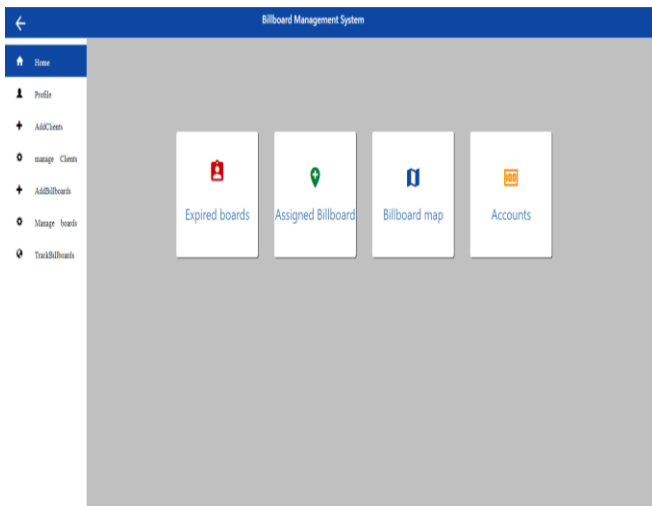 Billboard Management System
Home
Profile
AddClients
manage Clients
AddBillboards
Manage boards
TrackBillboards
Expired boards
Assigned Billboard
Billboard map
Accounts